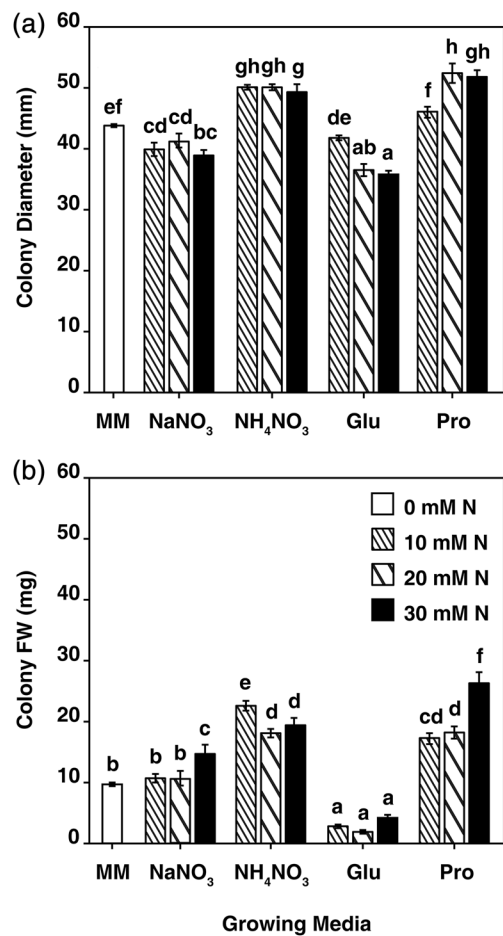 (a)
60
50
40
30
20
10
0
Colony Diameter (mm)
ef
cd cd bc
gh gh g
de ab a
f h gh
MM NaNO₃ NH₄NO₃ Glu Pro
(b)
60
50
40
30
20
10
0
Colony FW (mg)
0 mM N
10 mM N
20 mM N
30 mM N
b
b b c
e d d
a a a
cd d f
MM NaNO₃ NH₄NO₃ Glu Pro
Growing Media